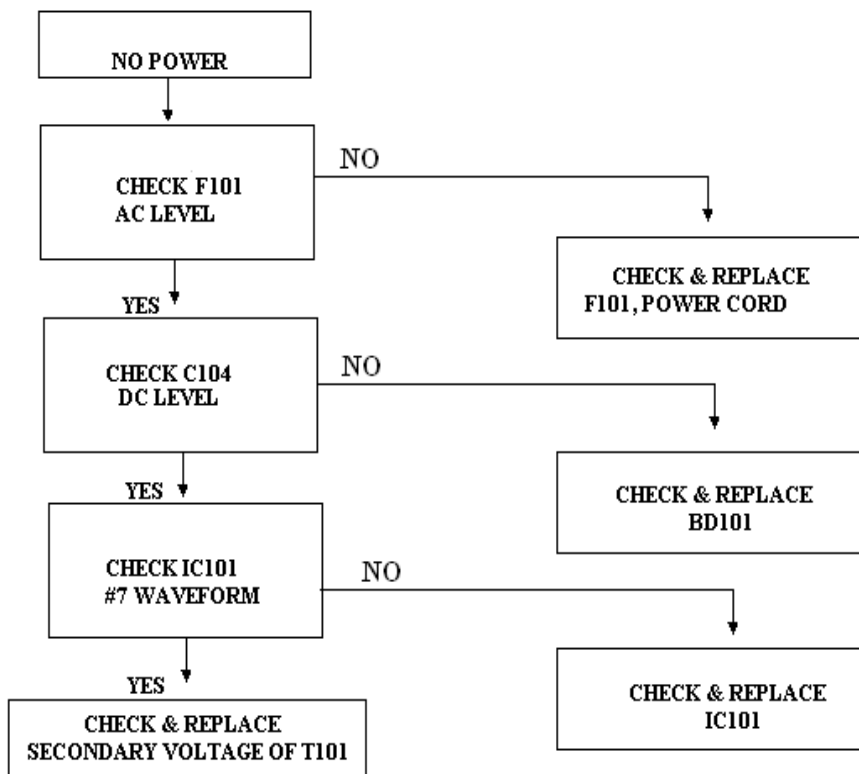 NO POWER
NO
CHECK F101
AC LEVEL
CHECK & REPLACE
F101, POWER CORD
YES
NO
CHECK C104
DC LEVEL
YES
CHECK & REPLACE
BD101
NO
CHECK IC101
#7 WAVEFORM
YES
CHECK & REPLACE
IC101
CHECK & REPLACE
SECONDARY VOLTAGE OF T101